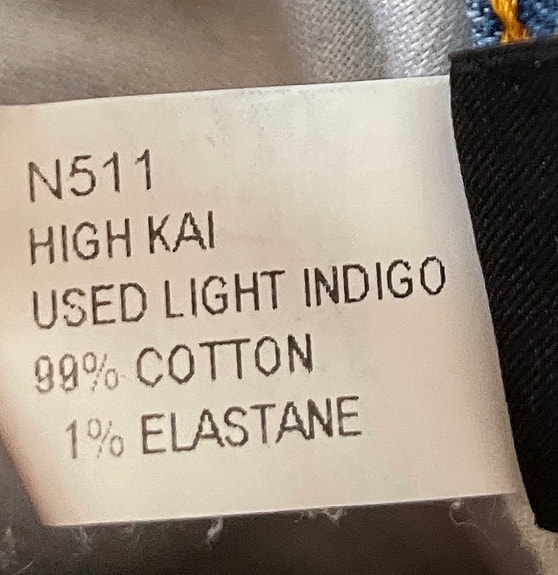 N511
HIGH KAI
USED LIGHT INDIGO
99% COTTON
1% ELASTANE